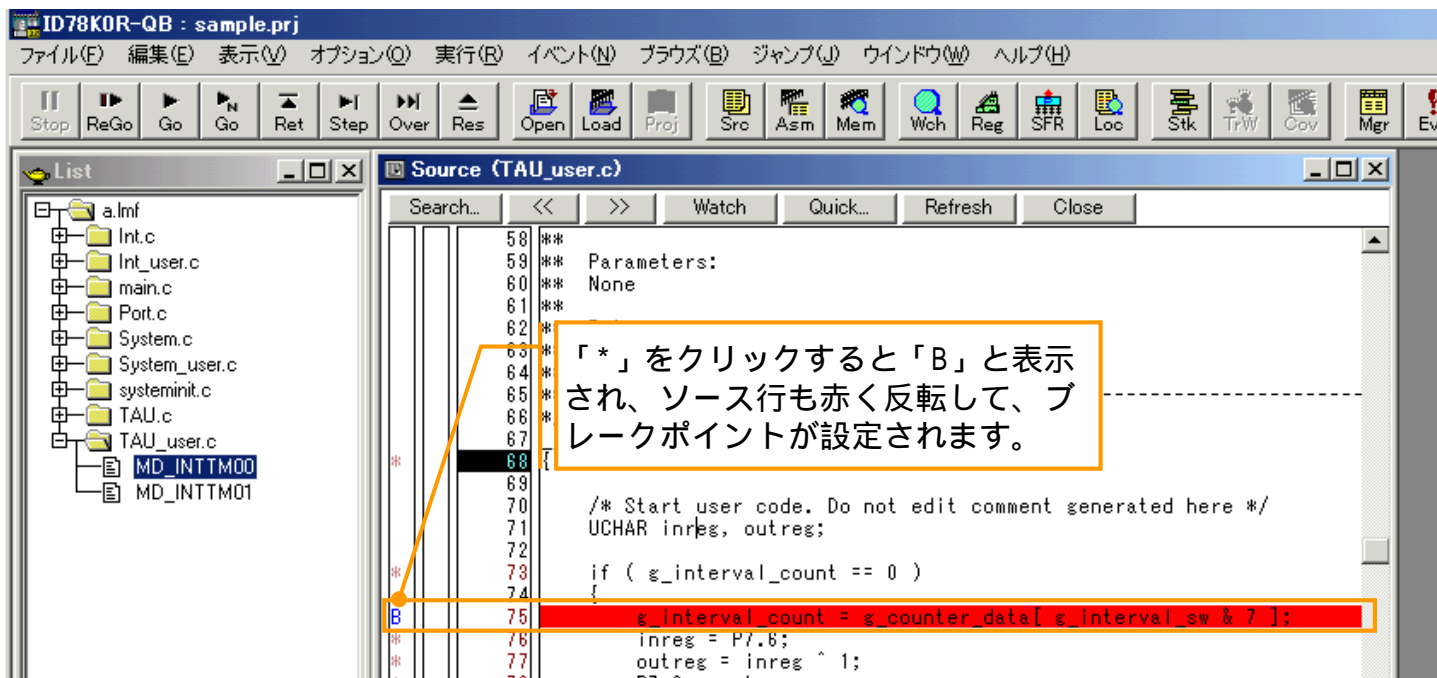 ID78K0R-QB : sample.prj
ファイル(F) 編集(E) 表示(V) オプション(O) 実行(R) イベント(N) ブラウズ(B) ジャンプ(J) ウインドウ(W) ヘルプ(H)
Stop ReGo Go Go Ret Step Over Res Open Load Proj Src Asm Mem Wch Reg SFR Loc Stk TrW Cov Mgr
List
a.lmf
Int.c
Int_user.c
main.c
Port.c
System.c
System_user.c
systeminit.c
TAU.c
TAU_user.c
MD_INTTM00
MD_INTTM01
Source (TAU_user.c)
Search... << >> Watch Quick... Refresh Close
58 **
59 ** Parameters:
60 ** None
61 **
62
63
64
65
66
67
「*」をクリックすると「B」と表示
され、ソース行も赤く反転して、ブ
レークポイントが設定されます。
* 68 {
69
70 /* Start user code. Do not edit comment generated here */
71 UCHAR inreg, outreg;
72
* 73 if ( g_interval_count == 0 )
74 {
B 75 g_interval_count = g_counter_data[ g_interval_sw & 7 ];
* 76 inreg = P7.6;
* 77 outreg = inreg ^ 1;